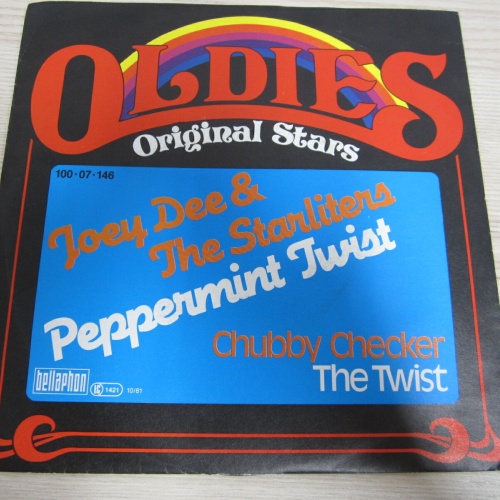 OLDIES
Original Stars
100·07·146
Joey Dee &
The Starliters
Peppermint Twist
Chubby Checker
The Twist
bellaphon
LC 1421 10/81